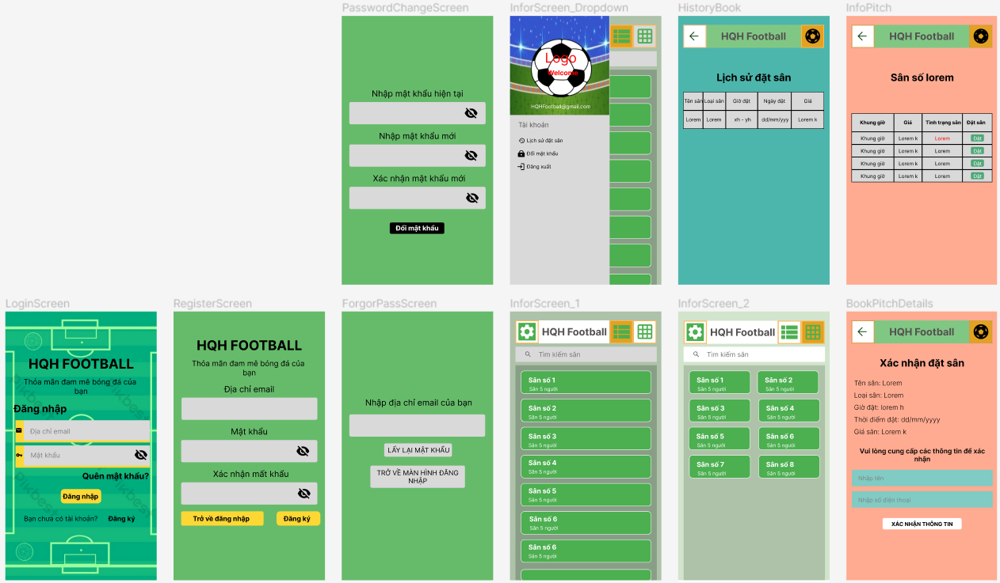 PasswordChangeScreen
Nhập mật khẩu hiện tại
Nhập mật khẩu mới
Xác nhận mật khẩu mới
Đổi mật khẩu
InforScreen_Dropdown
Logo
Welcome
HQHFootball@gmail.com
Tài khoản
Lịch sử đặt sân
Đổi mật khẩu
Đăng xuất
HistoryBook
HQH Football
Lịch sử đặt sân
Tên sân Loại sân Giờ đặt Ngày đặt Giá
Lorem Lorem xh - yh dd/mm/yyy Lorem k
InfoPitch
HQH Football
Sân số lorem
Khung giờ Giá Tình trạng sân Đặt sân
Khung giờ Lorem k Lorem Đặt
Khung giờ Lorem k Lorem Đặt
Khung giờ Lorem k Lorem Đặt
Khung giờ Lorem k Lorem Đặt
LoginScreen
HQH FOOTBALL
Thỏa mãn đam mê bóng đá của
bạn
Đăng nhập
Địa chỉ email
Mật khẩu
Quên mật khẩu?
Đăng nhập
Bạn chưa có tài khoản? Đăng ký
Pikbest
Pikbest
Pikbest
Pikbest
RegisterScreen
HQH FOOTBALL
Thỏa mãn đam mê bóng đá của
bạn
Địa chỉ email
Mật khẩu
Xác nhận mất khẩu
Trở về đăng nhập Đăng ký
ForgorPassScreen
Nhập địa chỉ email của bạn
LẤY LẠI MẬT KHẨU
TRỞ VỀ MÀN HÌNH ĐĂNG
NHẬP
InforScreen_1
HQH Football
Tìm kiếm sân
Sân số 1
Sân 5 người
Sân số 2
Sân 5 người
Sân số 3
Sân 5 người
Sân số 4
Sân 5 người
Sân số 5
Sân 5 người
Sân số 6
Sân 5 người
Sân số 6
Sân 5 người
InforScreen_2
HQH Football
Tìm kiếm sân
Sân số 1 Sân số 2
Sân 5 người Sân 5 người
Sân số 3 Sân số 4
Sân 5 người Sân 5 người
Sân số 5 Sân số 6
Sân 5 người Sân 5 người
Sân số 7 Sân số 8
Sân 5 người Sân 5 người
BookPitchDetails
HQH Football
Xác nhận đặt sân
Tên sân: Lorem
Loại sân: Lorem
Giờ đặt: lorem h
Thời điểm đặt: dd/mm/yyyy
Giá sân: Lorem k
Vui lòng cung cấp các thông tin để xác
nhận
Nhập tên
Nhập số điện thoại
XÁC NHẬN THÔNG TIN